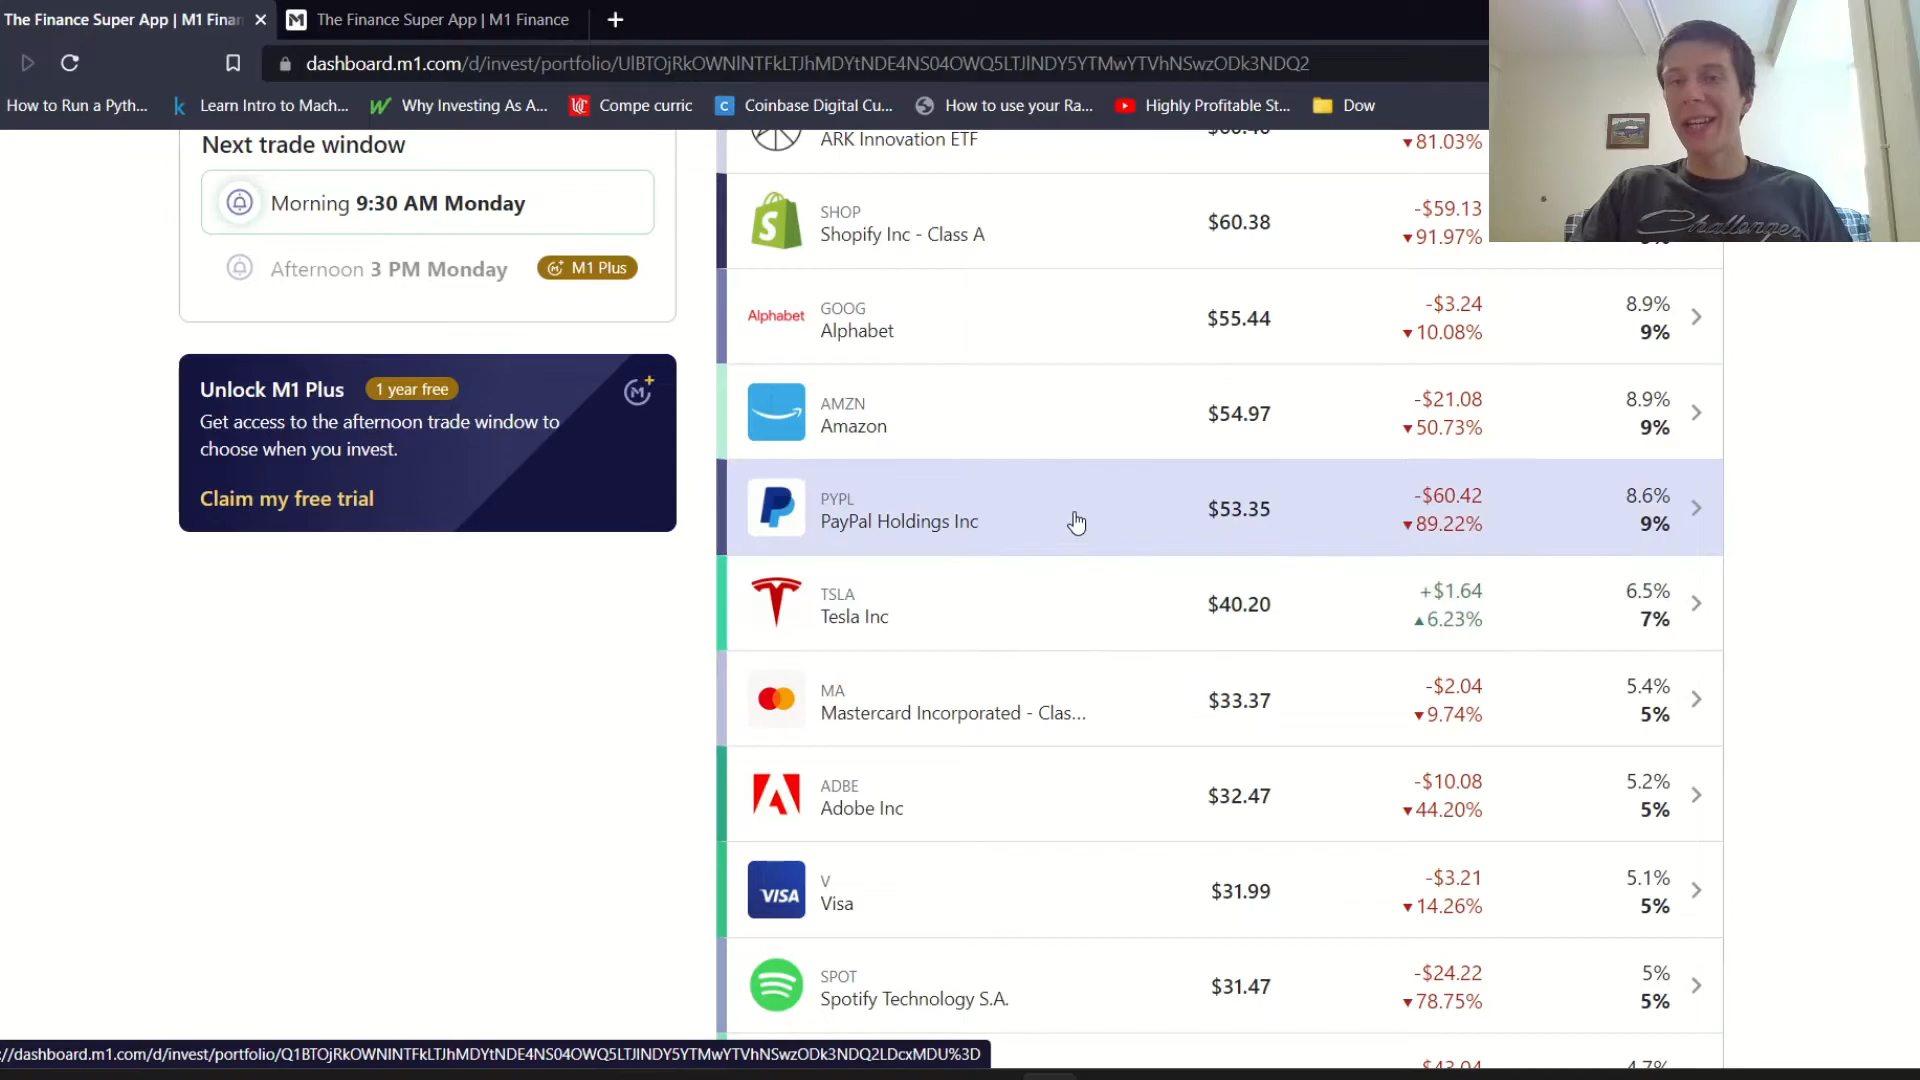 The Finance Super App | M1 Finan
The Finance Super App | M1 Finance
dashboard.m1.com/d/invest/portfolio/UlBTOjRkOWNlNTFkLTJhMDYtNDE4NS04OWQ5LTJlNDY5YTMwYTVhNSwzODk3NDQ2
How to Run a Pyth...
Learn Intro to Mach...
Why Investing As A...
Compe curric
Coinbase Digital Cu...
How to use your Ra...
Highly Profitable St...
Dow
Next trade window
Morning 9:30 AM Monday
Afternoon 3 PM Monday
M1 Plus
Unlock M1 Plus
1 year free
Get access to the afternoon trade window to
choose when you invest.
Claim my free trial
ARK Innovation ETF
▼81.03%
SHOP
Shopify Inc - Class A
$60.38
-$59.13
▼91.97%
Alphabet
GOOG
Alphabet
$55.44
-$3.24
▼10.08%
8.9%
9%
AMZN
Amazon
$54.97
-$21.08
▼50.73%
8.9%
9%
PYPL
PayPal Holdings Inc
$53.35
-$60.42
▼89.22%
8.6%
9%
TSLA
Tesla Inc
$40.20
+$1.64
▲6.23%
6.5%
7%
MA
Mastercard Incorporated - Clas...
$33.37
-$2.04
▼9.74%
5.4%
5%
ADBE
Adobe Inc
$32.47
-$10.08
▼44.20%
5.2%
5%
VISA
V
Visa
$31.99
-$3.21
▼14.26%
5.1%
5%
SPOT
Spotify Technology S.A.
$31.47
-$24.22
▼78.75%
5%
5%
://dashboard.m1.com/d/invest/portfolio/Q1BTOjRkOWNlNTFkLTJhMDYtNDE4NS04OWQ5LTJlNDY5YTMwYTVhNSwzODk3NDQ2LDcxMDU%3D
Challenger